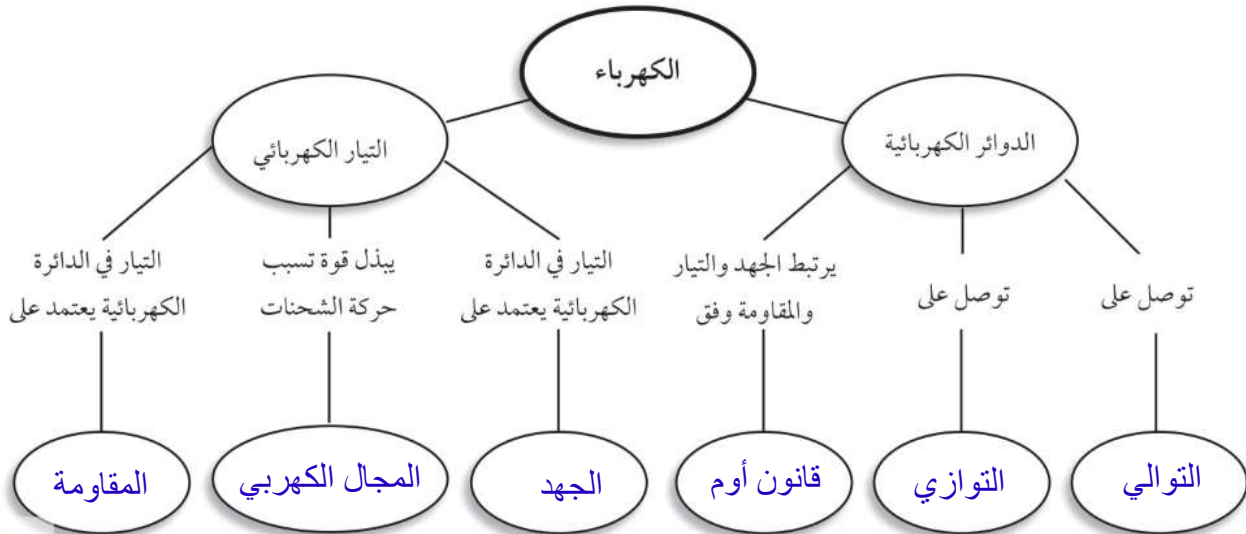 الكهرباء
الدوائر الكهربائية
التيار الكهربائي
توصل على
توصل على
يرتبط الجهد والتيار
والمقاومة وفق
التيار في الدائرة
الكهربائية يعتمد على
يبذل قوة تسبب
حركة الشحنات
التيار في الدائرة
الكهربائية يعتمد على
التوالي
التوازي
قانون أوم
الجهد
المجال الكهربي
المقاومة